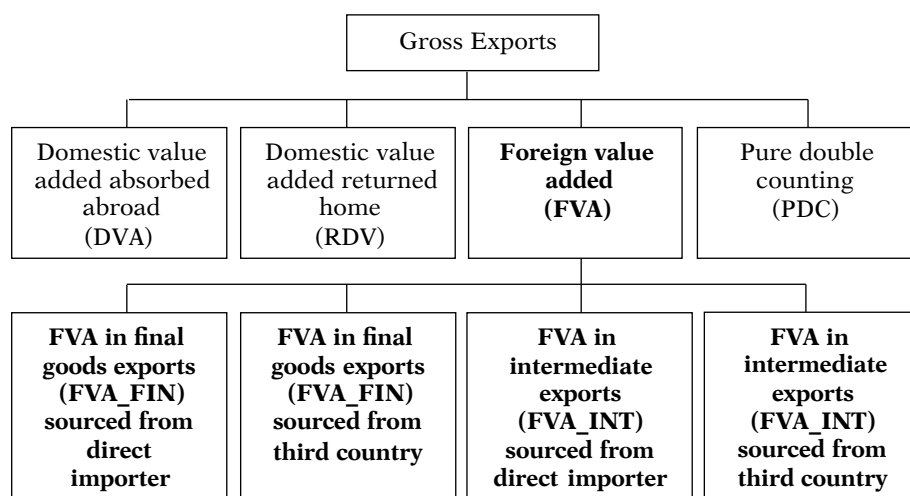 Gross Exports
Domestic value
added absorbed
abroad
(DVA)
Domestic value
added returned
home
(RDV)
Foreign value
added
(FVA)
Pure double
counting
(PDC)
FVA in final
goods exports
(FVA_FIN)
sourced from
direct
importer
FVA in final
goods exports
(FVA_FIN)
sourced from
third country
FVA in
intermediate
exports
(FVA_INT)
sourced from
direct importer
FVA in
intermediate
exports
(FVA_INT)
sourced from
third country